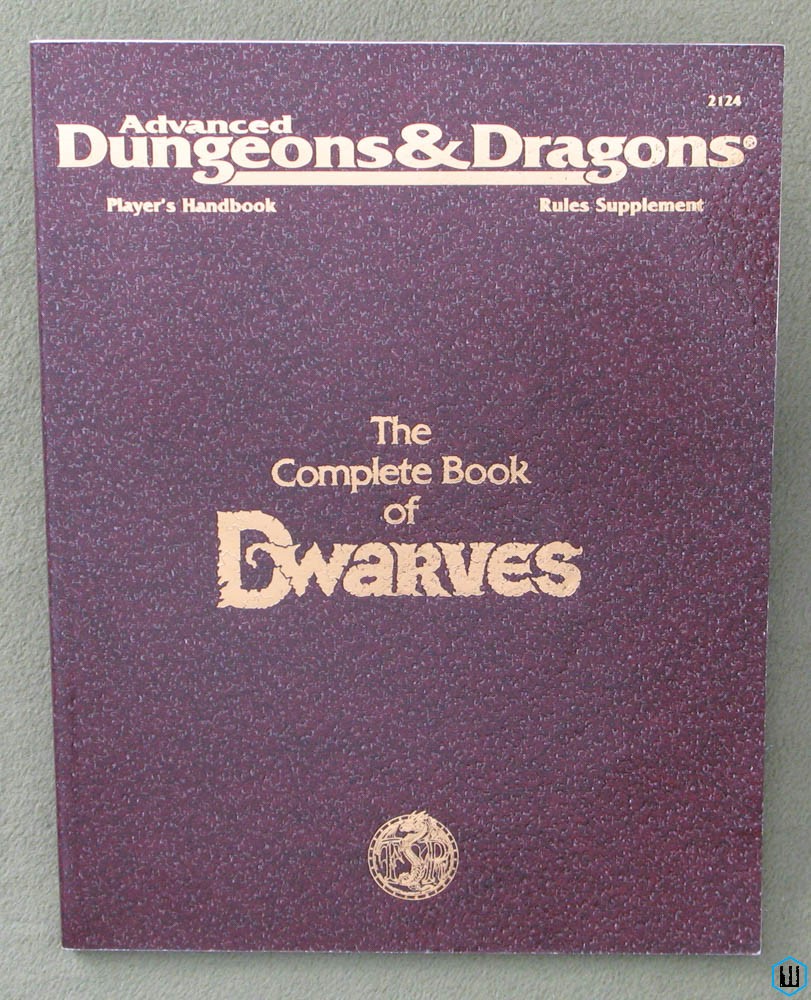 2124
Advanced
Dungeons & Dragons®
Player's Handbook
Rules Supplement
The
Complete Book
of
Dwarves
TSR
W